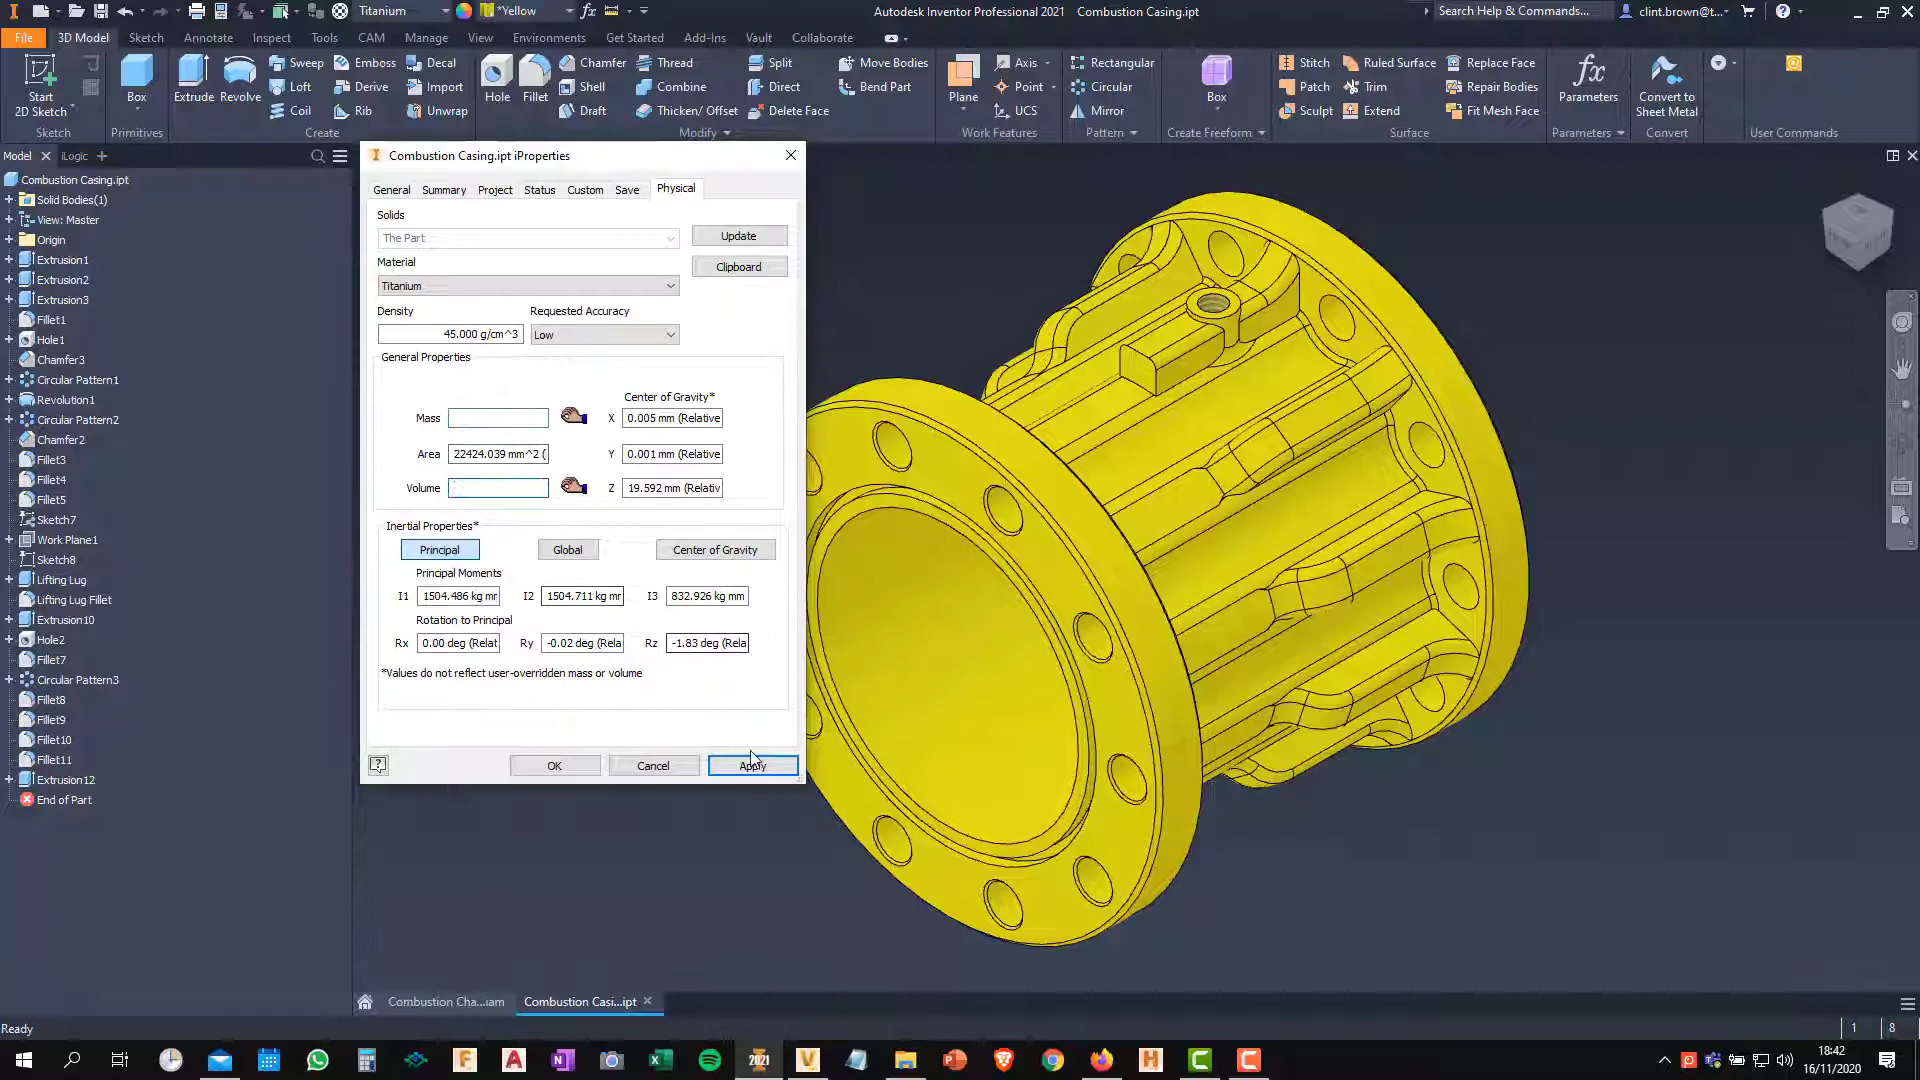 Titanium *Yellow fx Autodesk Inventor Professional 2021 Combustion Casing.ipt Search Help & Commands... clint.brown@t...
File 3D Model Sketch Annotate Inspect Tools CAM Manage View Environments Get Started Add-Ins Vault Collaborate
Start 2D Sketch
Box
Extrude
Revolve
Sweep
Emboss
Decal
Loft
Derive
Import
Coil
Rib
Unwrap
Hole
Fillet
Chamfer
Thread
Split
Move Bodies
Shell
Combine
Direct
Bend Part
Draft
Thicken/ Offset
Delete Face
Plane
Axis
Point
UCS
Rectangular
Circular
Mirror
Box
Stitch
Ruled Surface
Replace Face
Patch
Trim
Repair Bodies
Sculpt
Extend
Fit Mesh Face
fx
Parameters
Convert to
Sheet Metal
Sketch Primitives Create Modify Work Features Pattern Create Freeform Surface Parameters Convert User Commands
Model iLogic
Combustion Casing.ipt
Solid Bodies(1)
View: Master
Origin
Extrusion1
Extrusion2
Extrusion3
Fillet1
Hole1
Chamfer3
Circular Pattern1
Revolution1
Circular Pattern2
Chamfer2
Fillet3
Fillet4
Fillet5
Sketch7
Work Plane1
Sketch8
Lifting Lug
Lifting Lug Fillet
Extrusion10
Hole2
Fillet7
Circular Pattern3
Fillet8
Fillet9
Fillet10
Fillet11
Extrusion12
End of Part
Combustion Casing.ipt iProperties
General Summary Project Status Custom Save Physical
Solids
The Part
Update
Material
Clipboard
Titanium
Density Requested Accuracy
45.000 g/cm^3 Low
General Properties
Center of Gravity*
Mass X 0.005 mm (Relative
Area 22424.039 mm^2 ( Y 0.001 mm (Relative
Volume Z 19.592 mm (Relativ
Inertial Properties*
Principal Global Center of Gravity
Principal Moments
I1 1504.486 kg mr I2 1504.711 kg mr I3 832.926 kg mm
Rotation to Principal
Rx 0.00 deg (Relat Ry -0.02 deg (Rela Rz -1.83 deg (Rela
*Values do not reflect user-overridden mass or volume
OK Cancel Apply
Combustion Cha...iam Combustion Casi...ipt
Ready
1 8
2021
18:42
16/11/2020